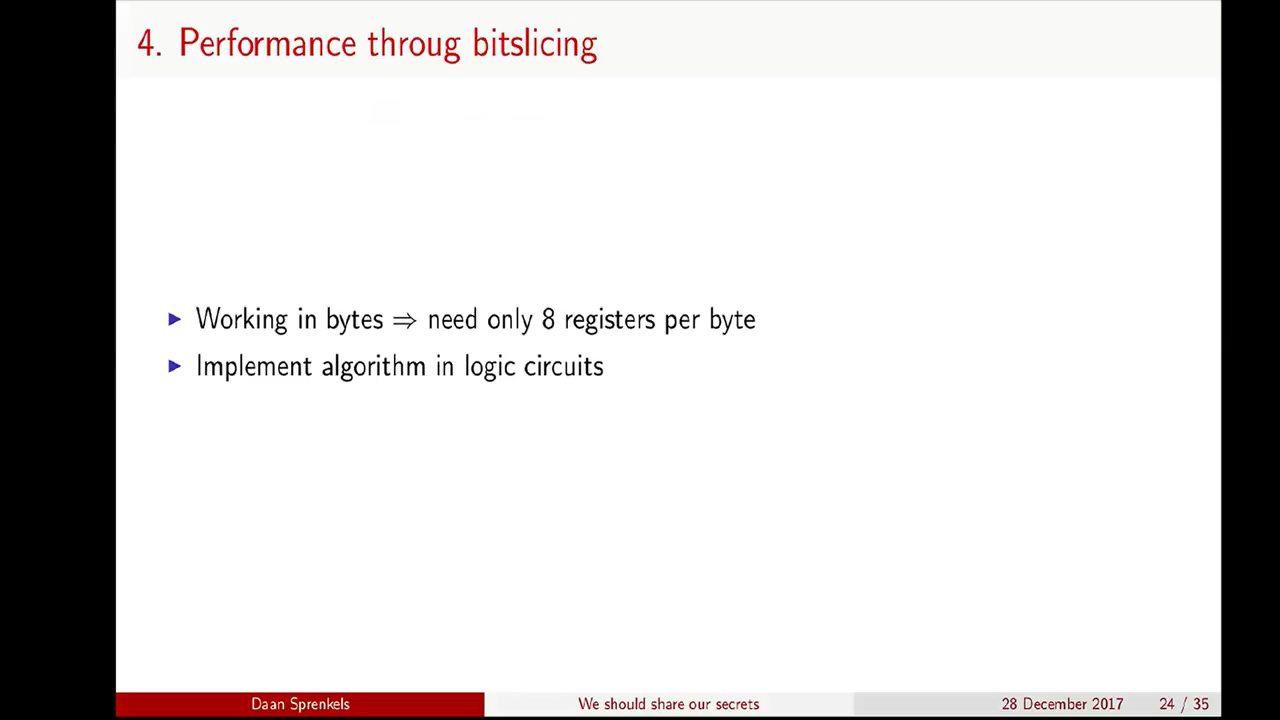 4. Performance throug bitslicing
▶ Working in bytes ⇒ need only 8 registers per byte
▶ Implement algorithm in logic circuits
Daan Sprenkels We should share our secrets 28 December 2017 24 / 35